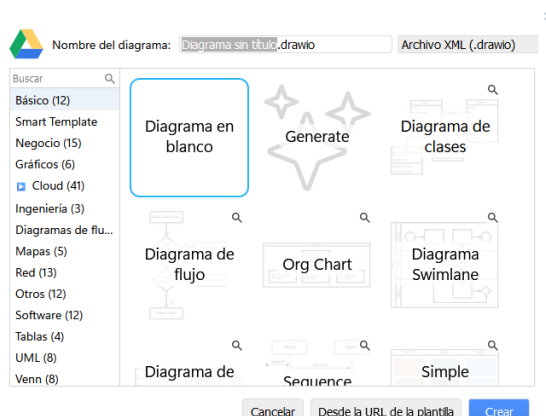 Nombre del diagrama: Diagrama sin título.drawio Archivo XML (.drawio)
Buscar
Básico (12)
Smart Template
Negocio (15)
Gráficos (6)
Cloud (41)
Ingeniería (3)
Diagramas de flu...
Mapas (5)
Red (13)
Otros (12)
Software (12)
Tablas (4)
UML (8)
Venn (8)
Diagrama en
blanco
Generate
Diagrama de
clases
Diagrama de
flujo
Org Chart
Diagrama
Swimlane
Diagrama de
Sequence
Simple
Cancelar Desde la URL de la plantilla Crear